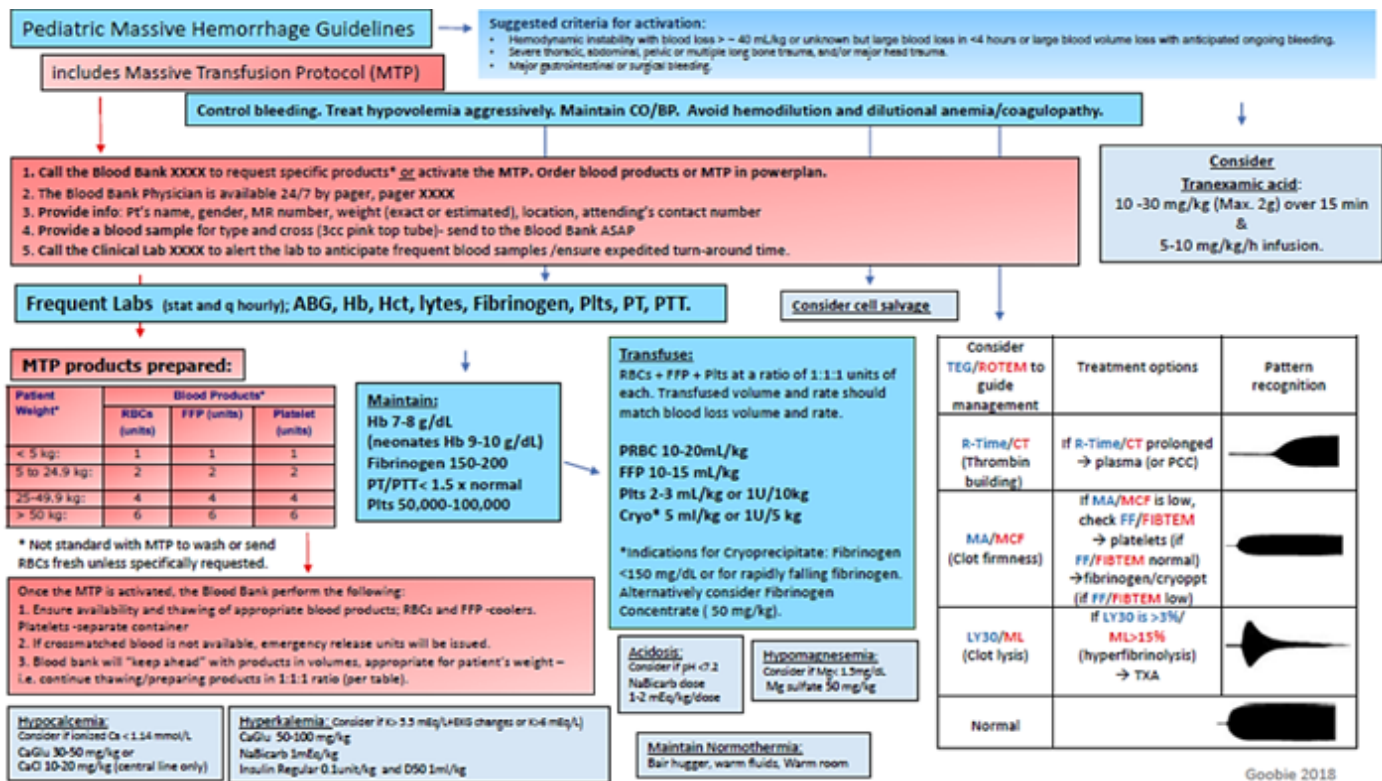 Pediatric Massive Hemorrhage Guidelines
includes Massive Transfusion Protocol (MTP)
Suggested criteria for activation:
• Hemodynamic instability with blood loss > ~ 40 mL/kg or unknown but large blood loss in <4 hours or large blood volume loss with anticipated ongoing bleeding.
• Severe thoracic, abdominal, pelvic or multiple long bone trauma, and/or major head trauma.
• Major gastrointestinal or surgical bleeding.
Control bleeding. Treat hypovolemia aggressively. Maintain CO/BP. Avoid hemodilution and dilutional anemia/coagulopathy.
1. Call the Blood Bank XXXX to request specific products* or activate the MTP. Order blood products or MTP in powerplan.
2. The Blood Bank Physician is available 24/7 by pager, pager XXXX
3. Provide info: Pt's name, gender, MR number, weight (exact or estimated), location, attending's contact number
4. Provide a blood sample for type and cross (3cc pink top tube)- send to the Blood Bank ASAP
5. Call the Clinical Lab XXXX to alert the lab to anticipate frequent blood samples /ensure expedited turn-around time.
Consider
Tranexamic acid:
10 -30 mg/kg (Max. 2g) over 15 min
&
5-10 mg/kg/h infusion.
Frequent Labs (stat and q hourly); ABG, Hb, Hct, lytes, Fibrinogen, Plts, PT, PTT.
Consider cell salvage
MTP products prepared:
Patient Weight* Blood Products*
RBCs (units) FFP (units) Platelet (units)
< 5 kg: 1 1 1
5 to 24.9 kg: 2 2 2
25-49.9 kg: 4 4 4
> 50 kg: 6 6 6
* Not standard with MTP to wash or send
RBCs fresh unless specifically requested.
Maintain:
Hb 7-8 g/dL
(neonates Hb 9-10 g/dL)
Fibrinogen 150-200
PT/PTT< 1.5 x normal
Plts 50,000-100,000
Transfuse:
RBCs + FFP + Plts at a ratio of 1:1:1 units of
each. Transfused volume and rate should
match blood loss volume and rate.
PRBC 10-20mL/kg
FFP 10-15 mL/kg
Plts 2-3 mL/kg or 1U/10kg
Cryo* 5 ml/kg or 1U/5 kg
*Indications for Cryoprecipitate: Fibrinogen
<150 mg/dL or for rapidly falling fibrinogen.
Alternatively consider Fibrinogen
Concentrate ( 50 mg/kg).
Once the MTP is activated, the Blood Bank perform the following:
1. Ensure availability and thawing of appropriate blood products; RBCs and FFP -coolers.
Platelets -separate container
2. If crossmatched blood is not available, emergency release units will be issued.
3. Blood bank will "keep ahead" with products in volumes, appropriate for patient's weight –
i.e. continue thawing/preparing products in 1:1:1 ratio (per table).
Hypocalcemia:
Consider if ionized Ca < 1.14 mmol/L
CaGlu 30-50 mg/kg or
CaCl 10-20 mg/kg (central line only)
Hyperkalemia: Consider if K> 5.5 mEq/L+EKG changes or K>6 mEq/L)
CaGlu 50-100 mg/kg
NaBicarb 1mEq/kg
Insulin Regular 0.1unit/kg and D50 1ml/kg
Acidosis:
Consider if pH <7.2
NaBicarb dose
1-2 mEq/kg/dose
Hypomagnesemia:
Consider if Mg< 1.5mg/dL
Mg sulfate 50 mg/kg
Maintain Normothermia:
Bair hugger, warm fluids, Warm room
Consider
TEG/ROTEM to
guide
management
Treatment options
Pattern
recognition
R-Time/CT
(Thrombin
building)
If R-Time/CT prolonged
→ plasma (or PCC)
MA/MCF
(Clot firmness)
If MA/MCF is low,
check FF/FIBTEM
→ platelets (if
FF/FIBTEM normal)
→fibrinogen/cryoppt
(if FF/FIBTEM low)
LY30/ML
(Clot lysis)
If LY30 is >3%/
ML>15%
(hyperfibrinolysis)
→ TXA
Normal
Goobie 2018